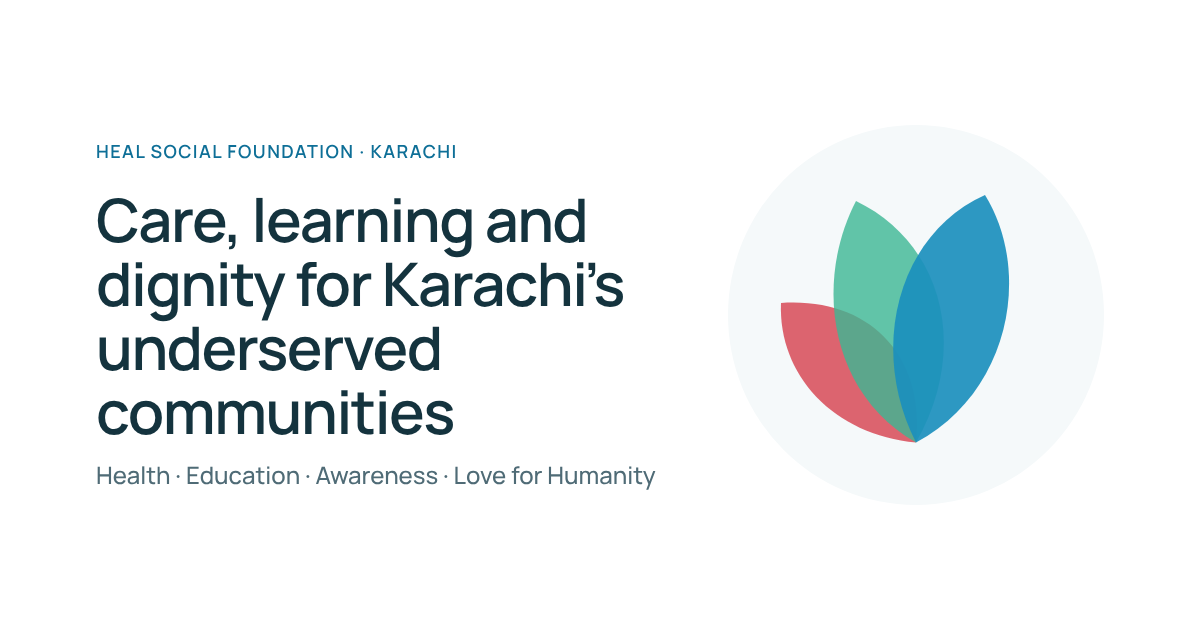 HEAL SOCIAL FOUNDATION · KARACHI
Care, learning and
dignity for Karachi’s
underserved
communities
Health · Education · Awareness · Love for Humanity